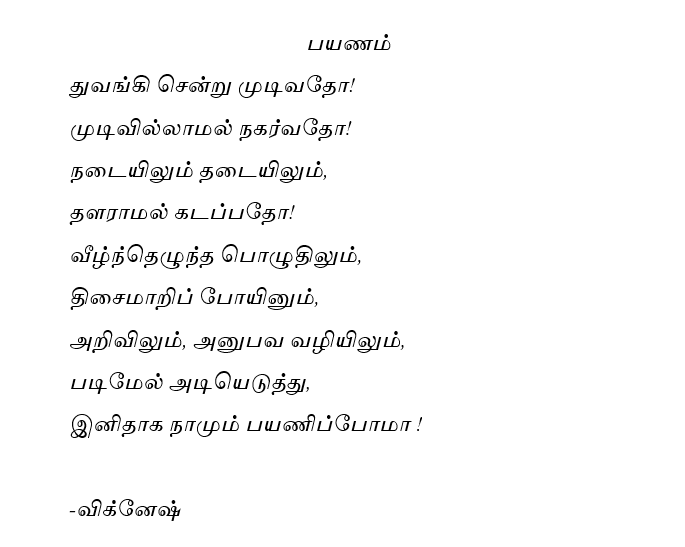 பயணம்
துவங்கி சென்று முடிவதோ!
முடிவில்லாமல் நகர்வதோ!
நடையிலும் தடையிலும்,
தளராமல் கடப்பதோ!
வீழ்ந்தெழுந்த பொழுதிலும்,
திசைமாறிப் போயினும்,
அறிவிலும், அனுபவ வழியிலும்,
படிமேல் அடியெடுத்து,
இனிதாக நாமும் பயணிப்போமா !
-விக்னேஷ்